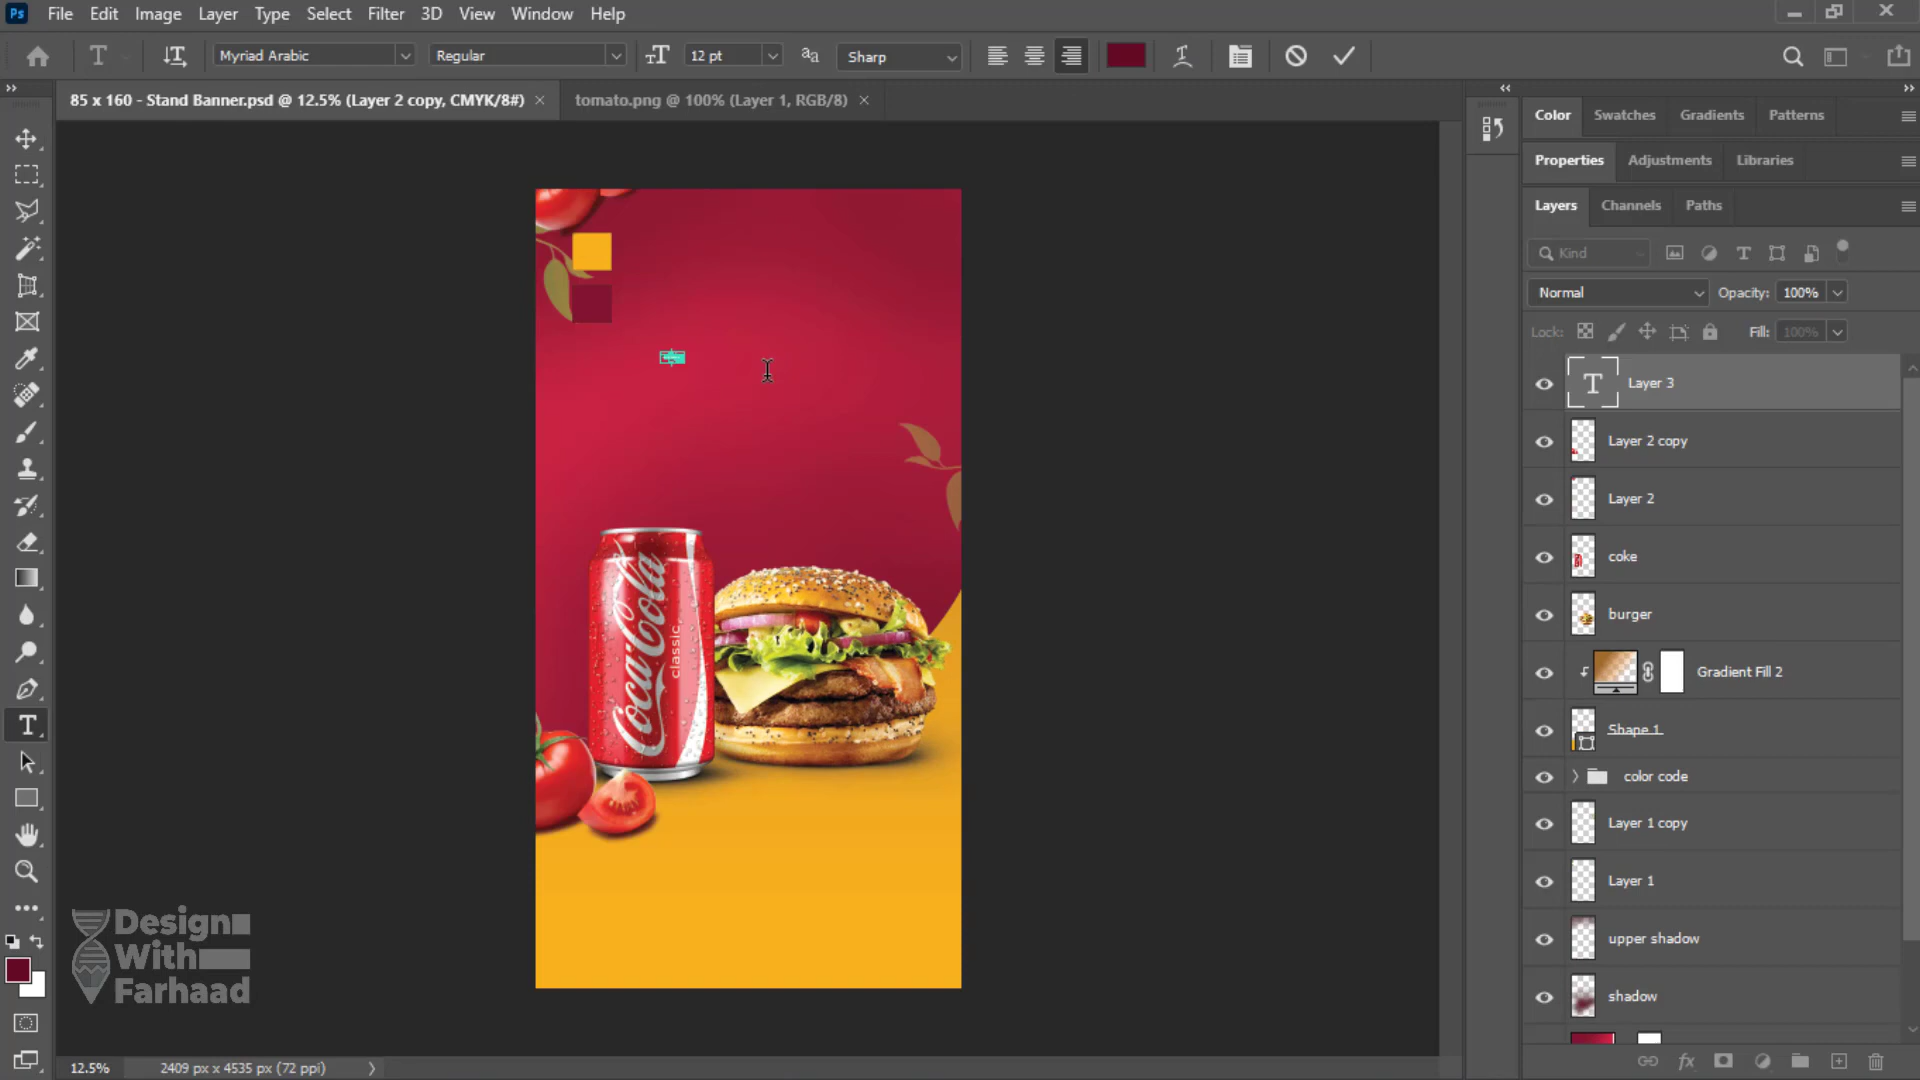 Ps File Edit Image Layer Type Select Filter 3D View Window Help
T Myriad Arabic Regular 12 pt Sharp
85 x 160 - Stand Banner.psd @ 12.5% (Layer 2 copy, CMYK/8#) × tomato.png @ 100% (Layer 1, RGB/8) ×
Color Swatches Gradients Patterns
Properties Adjustments Libraries
Layers Channels Paths
Kind
Normal Opacity: 100%
Lock: Fill: 100%
Layer 3
Layer 2 copy
Layer 2
coke
burger
Gradient Fill 2
Shape 1
color code
Layer 1 copy
Layer 1
upper shadow
shadow
Coca-Cola
classic
Design
With
Farhaad
12.5% 2409 px x 4535 px (72 ppi)